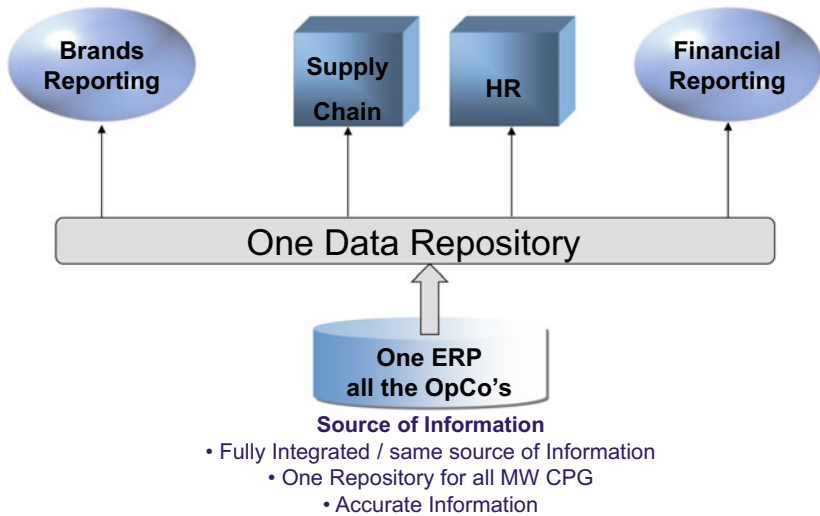 Brands
Reporting
Supply
Chain
HR
Financial
Reporting
One Data Repository
One ERP
all the OpCo's
Source of Information
• Fully Integrated / same source of Information
• One Repository for all MW CPG
• Accurate Information